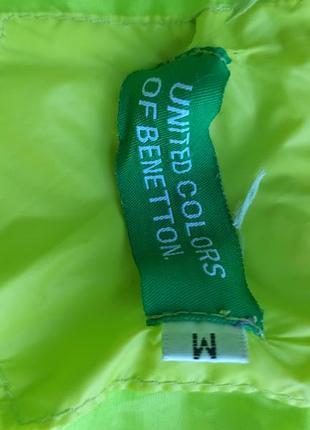 UNITED COLORS
OF BENETTON
M